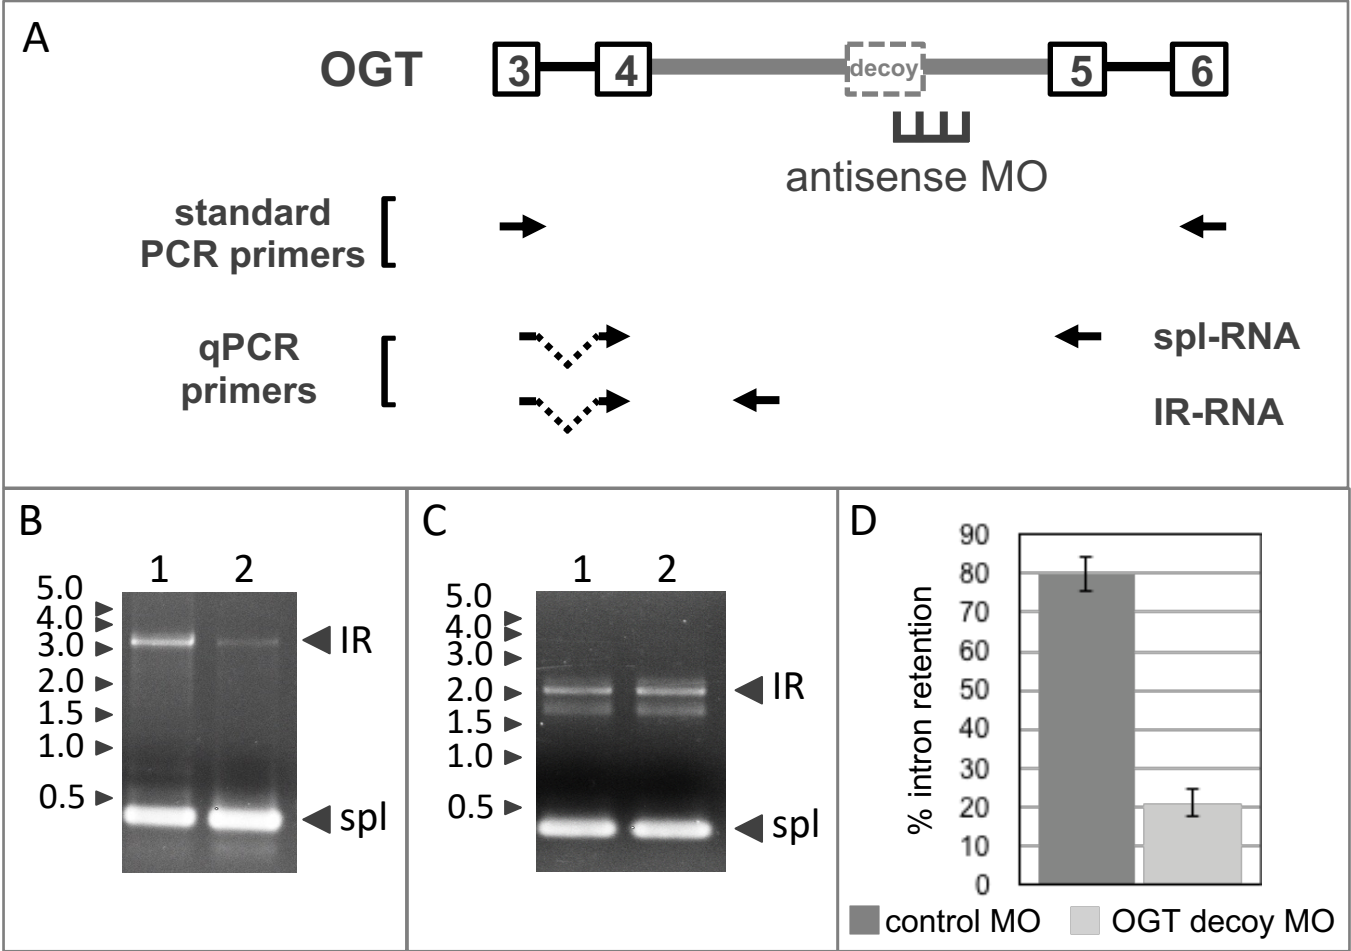 A
OGT
3
4
decoy
5
6
antisense MO
standard
PCR primers
qPCR
primers
spl-RNA
IR-RNA
B
1 2
5.0
4.0
3.0
2.0
1.5
1.0
0.5
IR
spl
C
1 2
5.0
4.0
3.0
2.0
1.5
1.0
0.5
IR
spl
D
% intron retention
90
80
70
60
50
40
30
20
10
0
control MO
OGT decoy MO